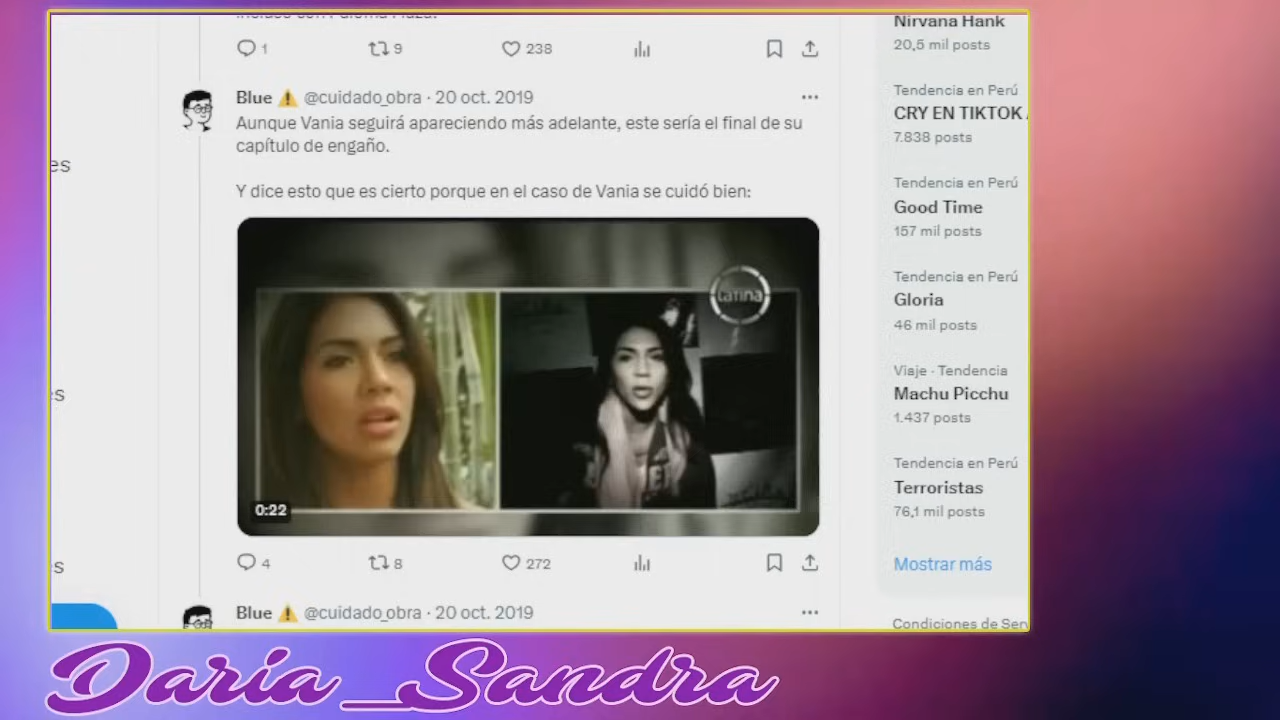 1
9
238
Blue ⚠️ @cuidado_obra · 20 oct. 2019
Aunque Vania seguirá apareciendo más adelante, este sería el final de su
capítulo de engaño.
Y dice esto que es cierto porque en el caso de Vania se cuidó bien:
latina
0:22
4
8
272
Blue ⚠️ @cuidado_obra · 20 oct. 2019
es
s
s
Nirvana Hank
20,5 mil posts
Tendencia en Perú
CRY EN TIKTOK
7.838 posts
Tendencia en Perú
Good Time
157 mil posts
Tendencia en Perú
Gloria
46 mil posts
Viaje · Tendencia
Machu Picchu
1.437 posts
Tendencia en Perú
Terroristas
76,1 mil posts
Mostrar más
Condiciones de Serv
Daria_Sandra